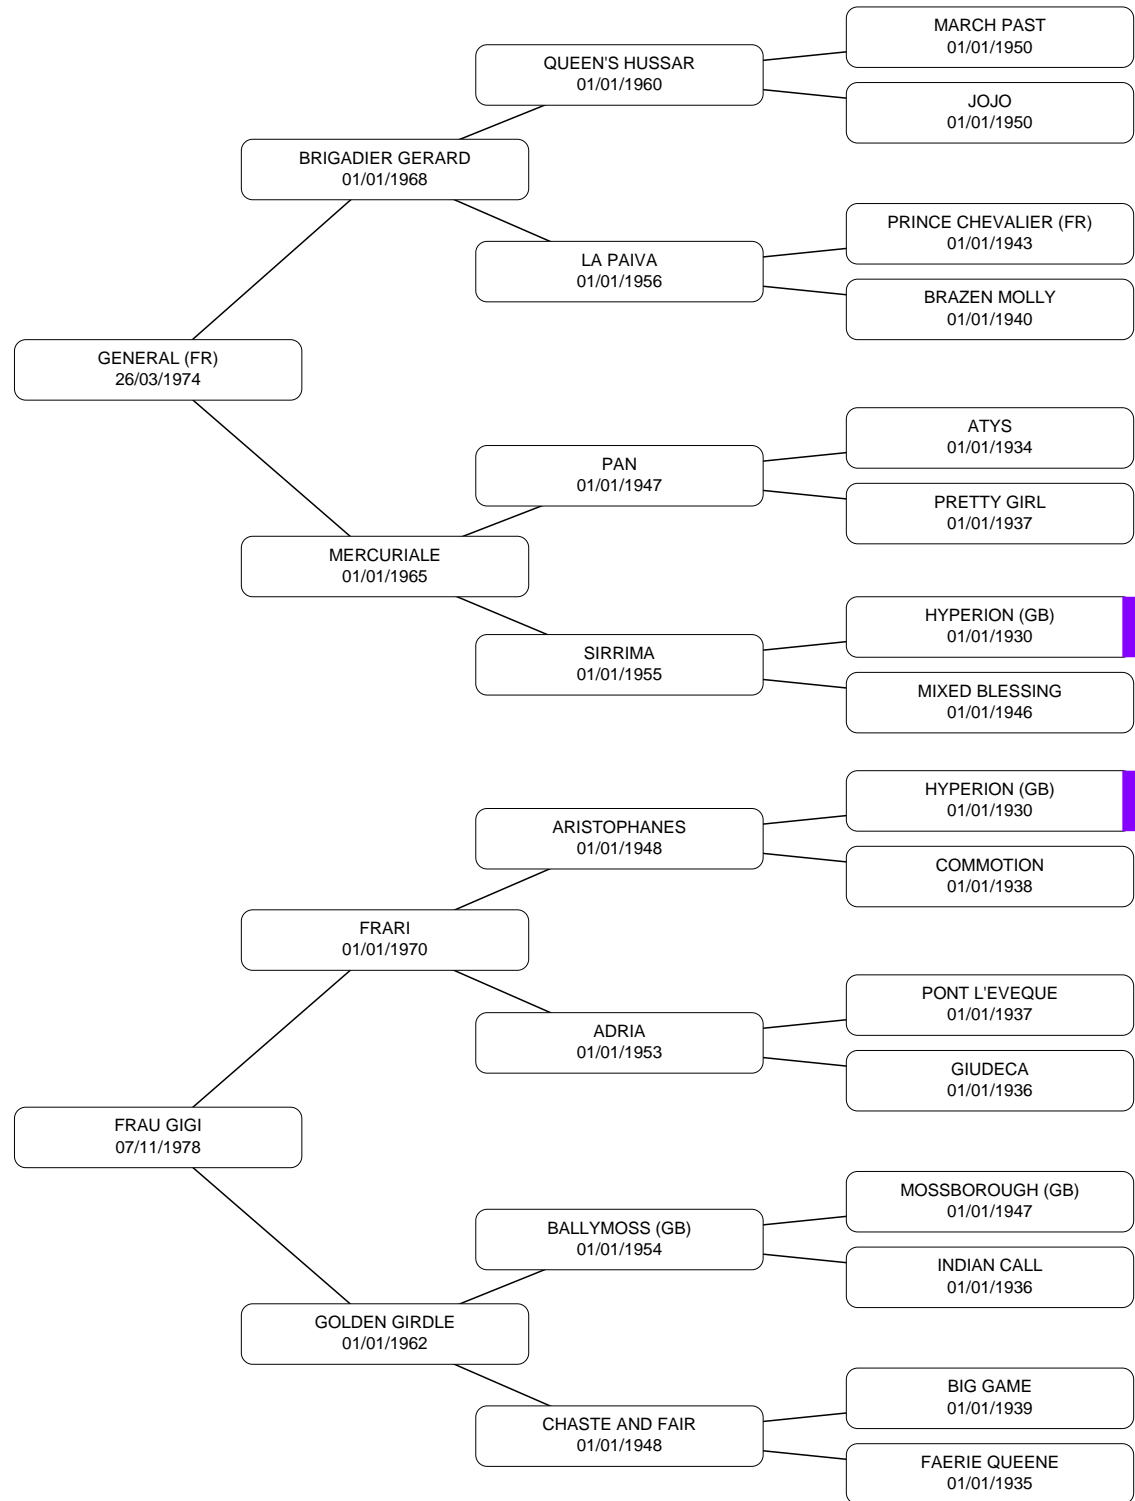 MARCH PAST
01/01/1950
QUEEN'S HUSSAR
01/01/1960
JOJO
01/01/1950
BRIGADIER GERARD
01/01/1968
PRINCE CHEVALIER (FR)
01/01/1943
LA PAIVA
01/01/1956
BRAZEN MOLLY
01/01/1940
GENERAL (FR)
26/03/1974
ATYS
01/01/1934
PAN
01/01/1947
PRETTY GIRL
01/01/1937
MERCURIALE
01/01/1965
HYPERION (GB)
01/01/1930
SIRRIMA
01/01/1955
MIXED BLESSING
01/01/1946
HYPERION (GB)
01/01/1930
ARISTOPHANES
01/01/1948
COMMOTION
01/01/1938
FRARI
01/01/1970
PONT L'EVEQUE
01/01/1937
ADRIA
01/01/1953
GIUDECA
01/01/1936
FRAU GIGI
07/11/1978
MOSSBOROUGH (GB)
01/01/1947
BALLYMOSS (GB)
01/01/1954
INDIAN CALL
01/01/1936
GOLDEN GIRDLE
01/01/1962
BIG GAME
01/01/1939
CHASTE AND FAIR
01/01/1948
FAERIE QUEENE
01/01/1935